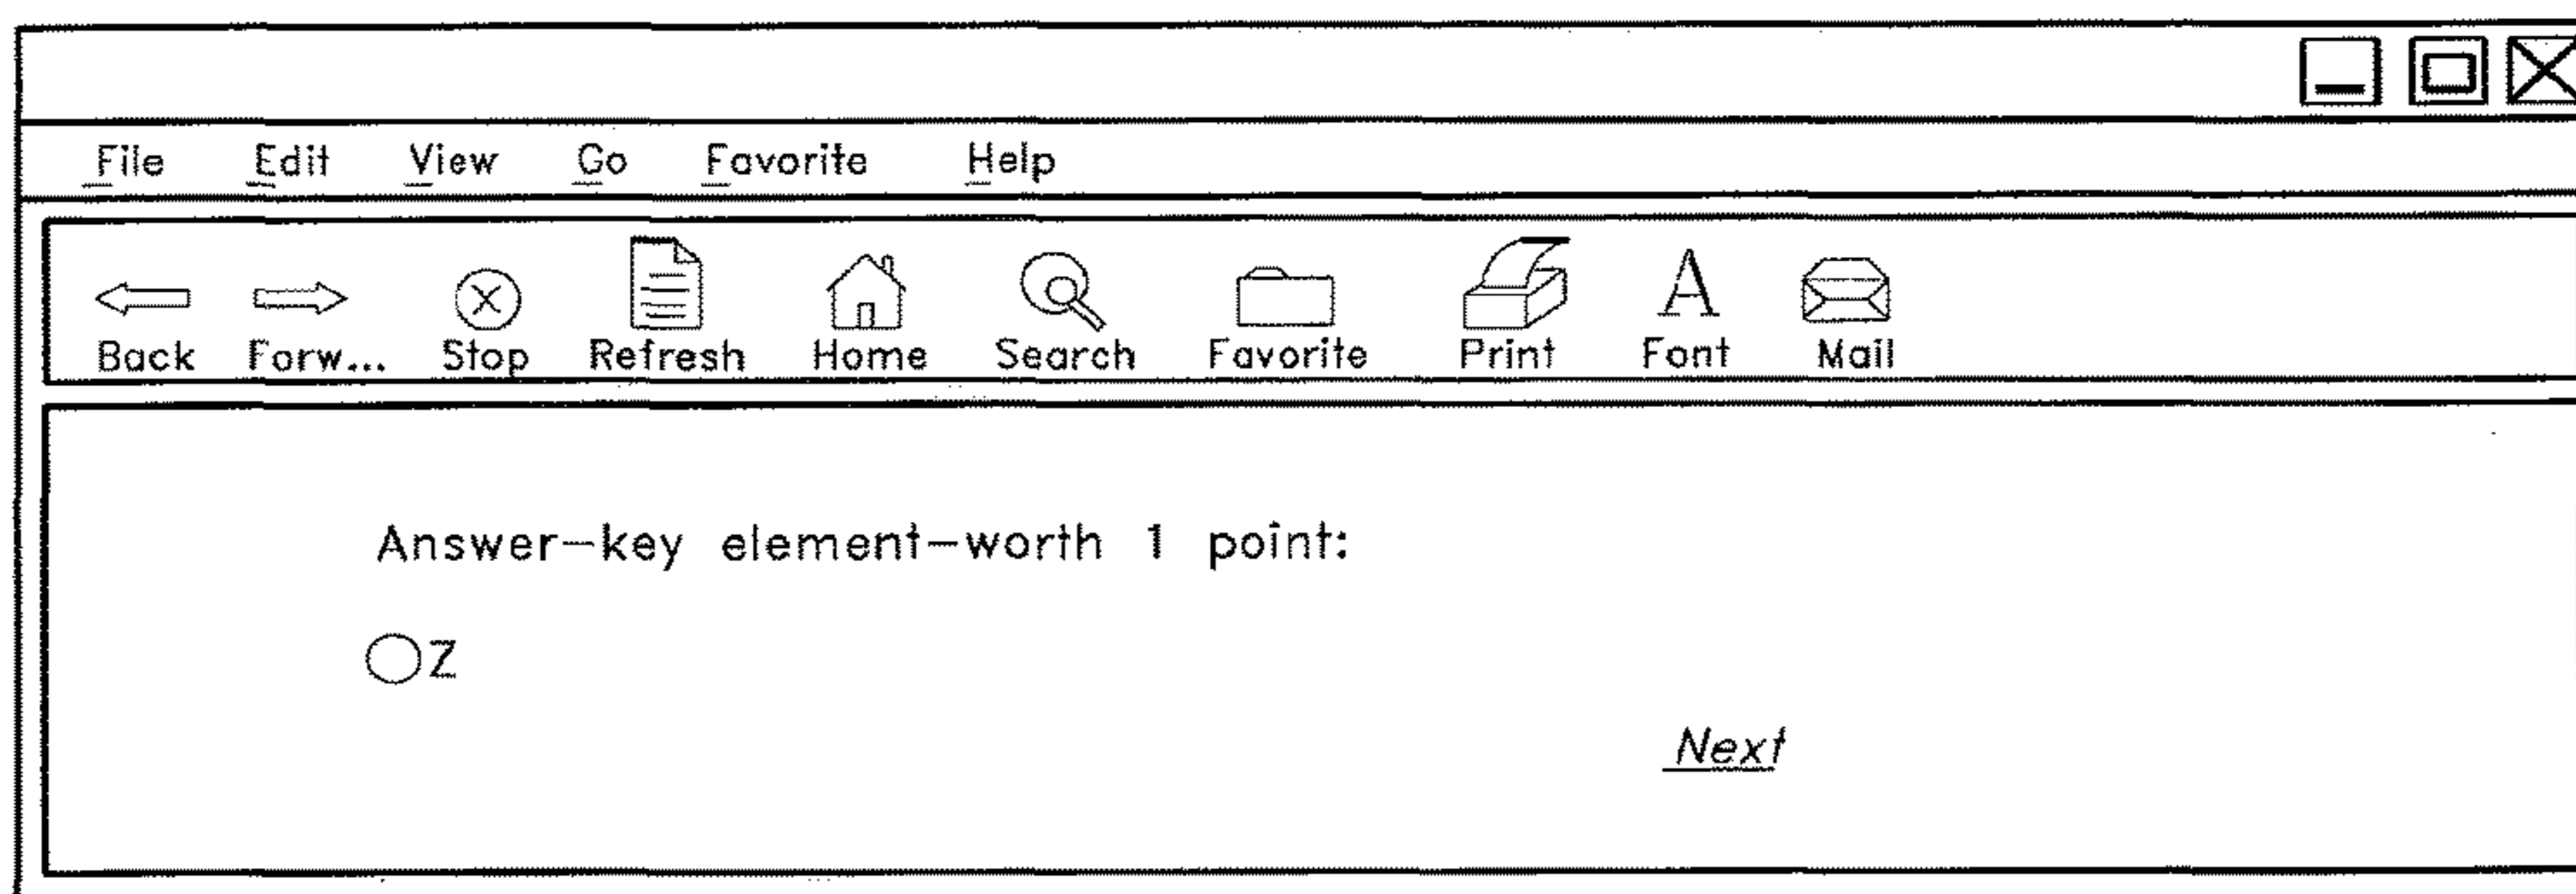 File Edit View Go Favorite Help
Back Forw... Stop Refresh Home Search Favorite Print Font Mail
Answer-key element-worth 1 point:
Z
Next